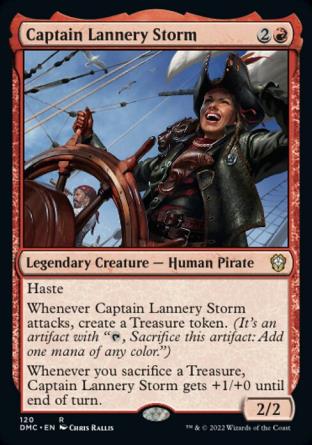 Captain Lannery Storm 2
Legendary Creature — Human Pirate
Haste
Whenever Captain Lannery Storm
attacks, create a Treasure token. (It's an
artifact with “, Sacrifice this artifact: Add
one mana of any color.”)
Whenever you sacrifice a Treasure,
Captain Lannery Storm gets +1/+0 until
end of turn.
2/2
120 R
DMC • EN CHRIS RALLIS
™ & © 2022 Wizards of the Coast